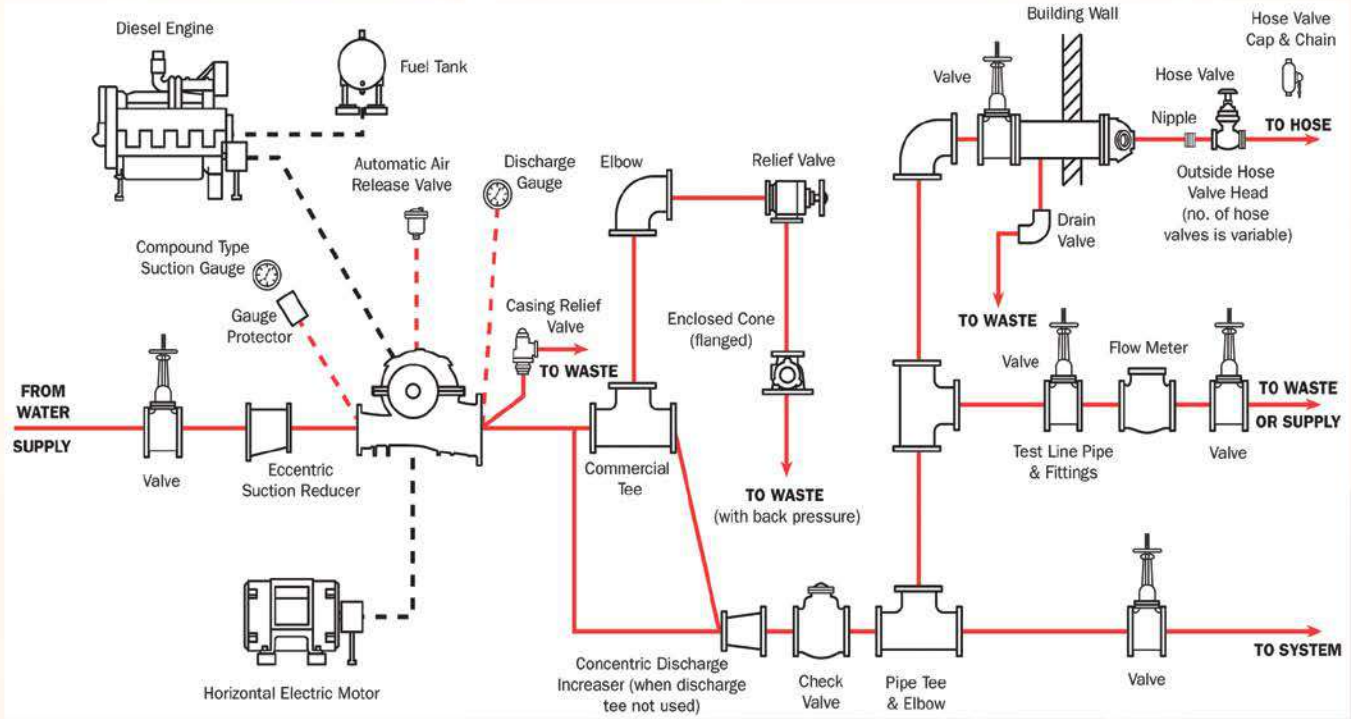 Diesel Engine
Fuel Tank
Building Wall
Hose Valve
Cap & Chain
Valve
Hose Valve
Nipple
TO HOSE
Automatic Air
Release Valve
Discharge
Gauge
Elbow
Relief Valve
Outside Hose
Valve Head
(no. of hose
valves is variable)
Drain
Valve
Compound Type
Suction Gauge
Gauge
Protector
Casing Relief
Valve
TO WASTE
Enclosed Cone
(flanged)
TO WASTE
Valve
Flow Meter
FROM
WATER
SUPPLY
TO WASTE
OR SUPPLY
Valve
Eccentric
Suction Reducer
Commercial
Tee
TO WASTE
(with back pressure)
Test Line Pipe
& Fittings
Valve
Horizontal Electric Motor
Concentric Discharge
Increaser (when discharge
tee not used)
Check
Valve
Pipe Tee
& Elbow
Valve
TO SYSTEM